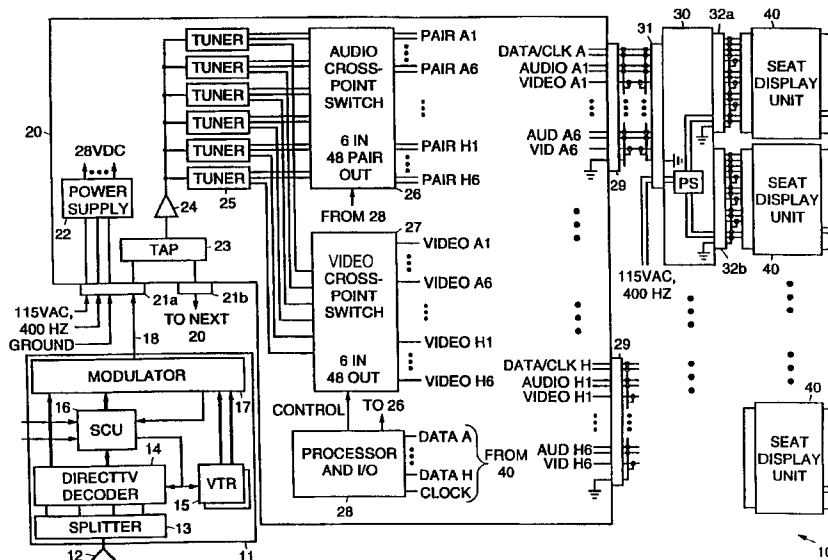 20
28VDC
POWER
SUPPLY
22
24
TAP
23
TUNER
TUNER
TUNER
TUNER
TUNER
TUNER
25
AUDIO
CROSS-
POINT
SWITCH
6 IN
48 PAIR
OUT
26
FROM 28
PAIR A1
PAIR A6
PAIR H1
PAIR H6
27
VIDEO
CROSS-
POINT
SWITCH
6 IN
48 OUT
VIDEO A1
VIDEO A6
VIDEO H1
VIDEO H6
CONTROL
TO 26
PROCESSOR
AND I/O
28
DATA A
DATA H
CLOCK
FROM
40
115VAC,
400 HZ
GROUND
21a
21b
TO NEXT
20
18
MODULATOR
17
16
SCU
14
DIRECTTV
DECODER
VTR
15
SPLITTER
13
12
11
DATA/CLK A
AUDIO A1
VIDEO A1
AUD A6
VID A6
29
DATA/CLK H
AUDIO H1
VIDEO H1
AUD H6
VID H6
29
31
30
32a
PS
32b
115VAC,
400 HZ
40
SEAT
DISPLAY
UNIT
SEAT
DISPLAY
UNIT
40
40
SEAT
DISPLAY
UNIT
10